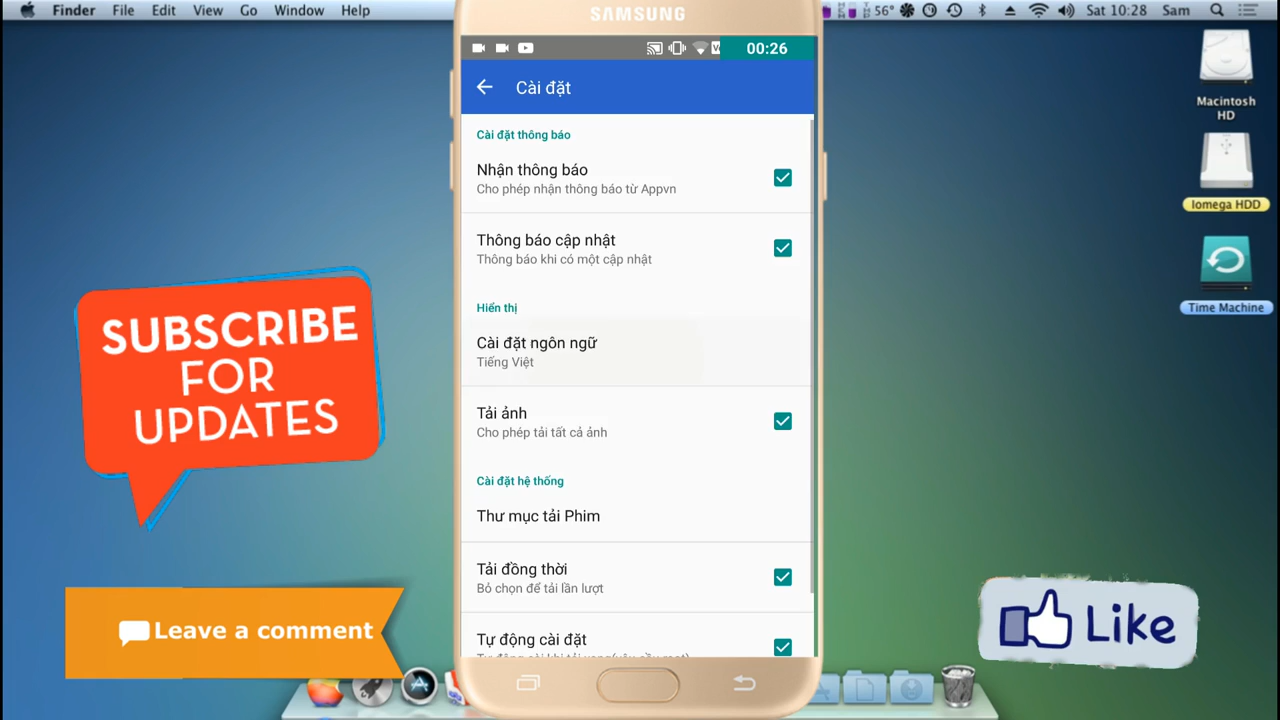 Finder File Edit View Go Window Help
56° Sat 10:28 Sam
SAMSUNG
00:26
Cài đặt
Cài đặt thông báo
Nhận thông báo
Cho phép nhận thông báo từ Appvn
Thông báo cập nhật
Thông báo khi có một cập nhật
Hiển thị
Cài đặt ngôn ngữ
Tiếng Việt
Tải ảnh
Cho phép tải tất cả ảnh
Cài đặt hệ thống
Thư mục tải Phim
Tải đồng thời
Bỏ chọn để tải lần lượt
Tự động cài đặt
Macintosh
HD
Iomega HDD
Time Machine
SUBSCRIBE
FOR
UPDATES
Leave a comment
Like